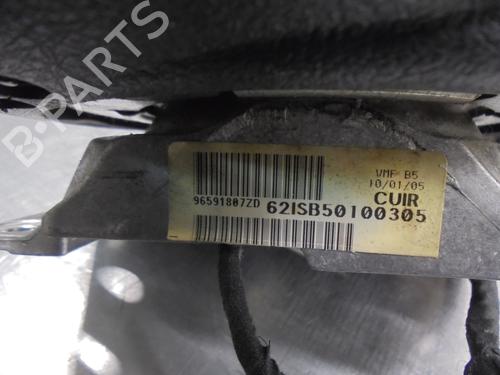 B-PARTS
VMF B5
10/01/05
CUIR
96591807ZD
62ISB50100305